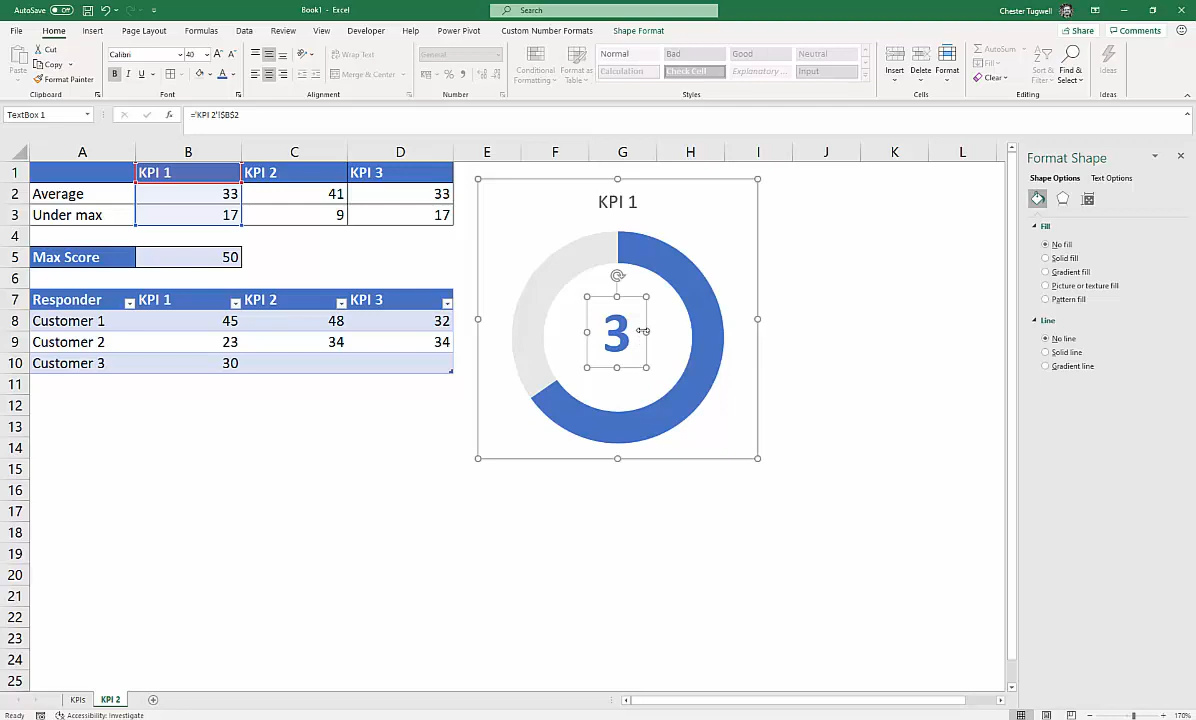 AutoSave Off
Book1 - Excel
Search
Chester Tugwell
File Home Insert Page Layout Formulas Data Review View Developer Help Power Pivot Custom Number Formats Shape Format
Share Comments
Paste
Cut
Copy
Format Painter
Clipboard
Calibri 40
B I U
Font
Wrap Text
Merge & Center
Alignment
General
Number
Conditional Formatting
Format as Table
Normal Bad Good Neutral
Calculation Check Cell Explanatory ... Input
Styles
Insert Delete Format
Cells
AutoSum
Fill
Clear
Sort & Filter
Find & Select
Editing
Ideas
Ideas
TextBox 1
='KPI 2'!$B$2
A B C D E F G H I J K L
1 KPI 1 KPI 2 KPI 3
2 Average 33 41 33
3 Under max 17 9 17
4
5 Max Score 50
6
7 Responder KPI 1 KPI 2 KPI 3
8 Customer 1 45 48 32
9 Customer 2 23 34 34
10 Customer 3 30
11
12
13
14
15
16
17
18
19
20
21
22
23
24
25
KPI 1
3
Format Shape
Shape Options Text Options
Fill
No fill
Solid fill
Gradient fill
Picture or texture fill
Pattern fill
Line
No line
Solid line
Gradient line
KPIs KPI 2
Ready Accessibility: Investigate
170%